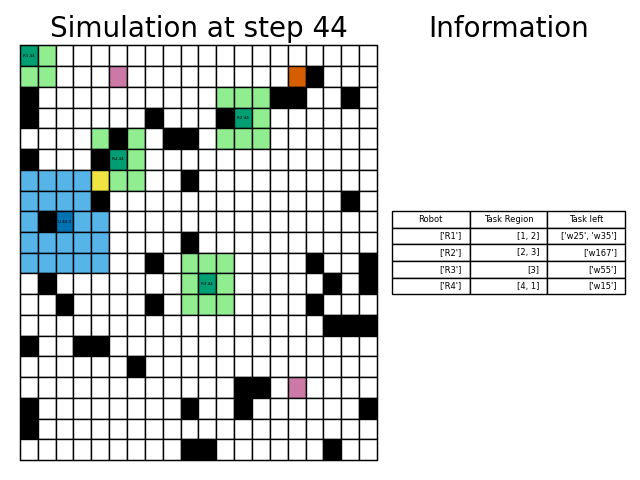 Simulation at step 44
Information
Robot Task Region Task left
['R1'] [1, 2] ['w25', 'w35']
['R2'] [2, 3] ['w167']
['R3'] [3] ['w55']
['R4'] [4, 1] ['w15']